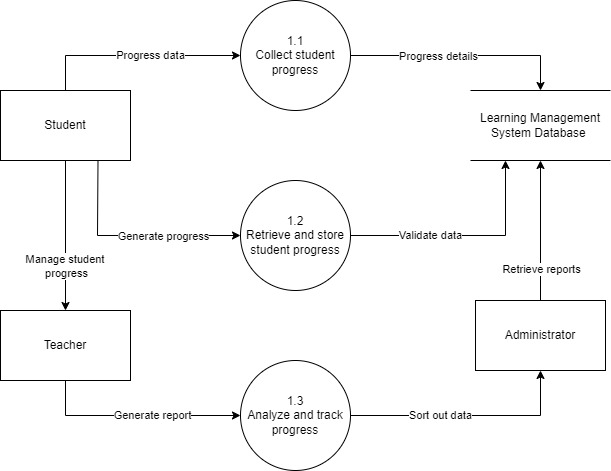 1.1
Collect student
progress
Progress data
Progress details
Student
Learning Management
System Database
1.2
Retrieve and store
student progress
Generate progress
Validate data
Manage student
progress
Retrieve reports
Teacher
Administrator
1.3
Analyze and track
progress
Generate report
Sort out data